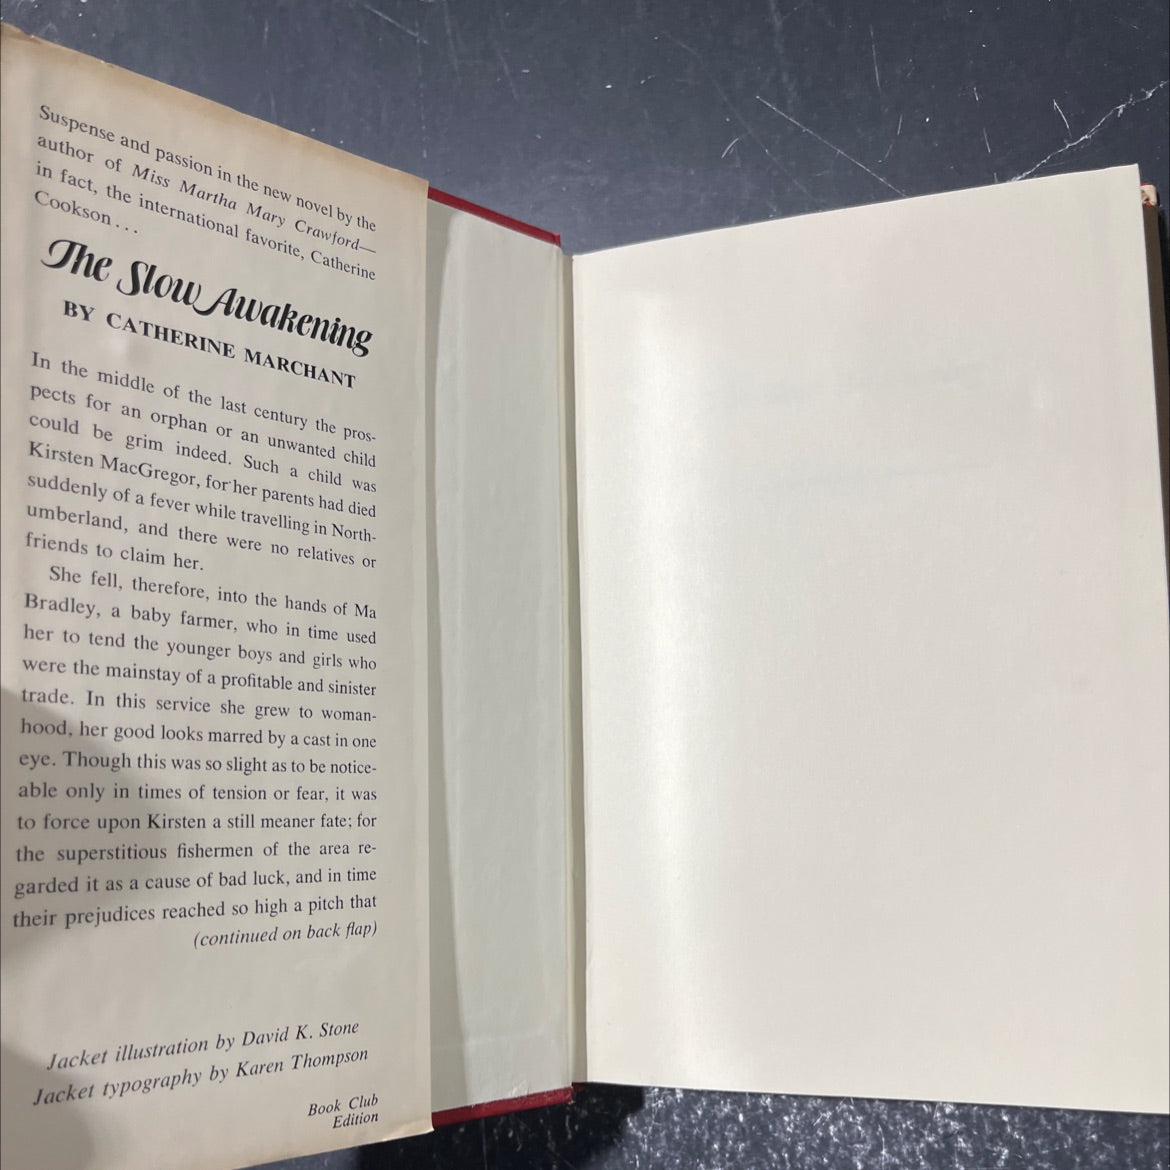 Suspense and passion in the new novel by the
author of Miss Martha Mary Crawford—
in fact, the international favorite, Catherine
Cookson . . .
The Slow Awakening
BY CATHERINE MARCHANT
In the middle of the last century the pros-
pects for an orphan or an unwanted child
could be grim indeed. Such a child was
Kirsten MacGregor, for her parents had died
suddenly of a fever while travelling in North-
umberland, and there were no relatives or
friends to claim her.
She fell, therefore, into the hands of Ma
Bradley, a baby farmer, who in time used
her to tend the younger boys and girls who
were the mainstay of a profitable and sinister
trade. In this service she grew to woman-
hood, her good looks marred by a cast in one
eye. Though this was so slight as to be notice-
able only in times of tension or fear, it was
to force upon Kirsten a still meaner fate; for
the superstitious fishermen of the area re-
garded it as a cause of bad luck, and in time
their prejudices reached so high a pitch that
(continued on back flap)
Jacket illustration by David K. Stone
Jacket typography by Karen Thompson
Book Club
Edition